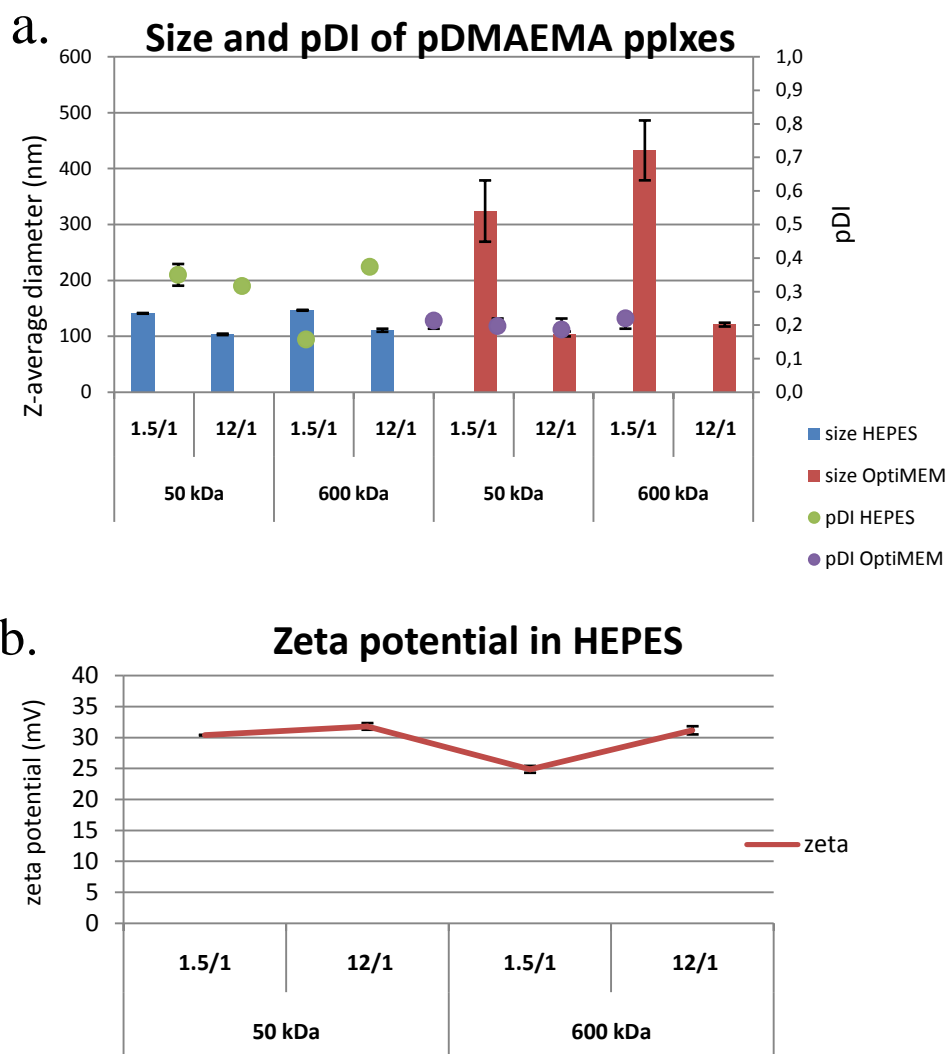 a.
Size and pDI of pDMAEMA pplxes
Z-average diameter (nm)
600
500
400
300
200
100
0
1,0
0,9
0,8
0,7
0,6
0,5
0,4
0,3
0,2
0,1
0,0
pDI
1.5/1 12/1 1.5/1 12/1 1.5/1 12/1 1.5/1 12/1
50 kDa 600 kDa 50 kDa 600 kDa
size HEPES
size OptiMEM
pDI HEPES
pDI OptiMEM
b.
Zeta potential in HEPES
zeta potential (mV)
40
35
30
25
20
15
10
5
0
zeta
1.5/1 12/1 1.5/1 12/1
50 kDa 600 kDa